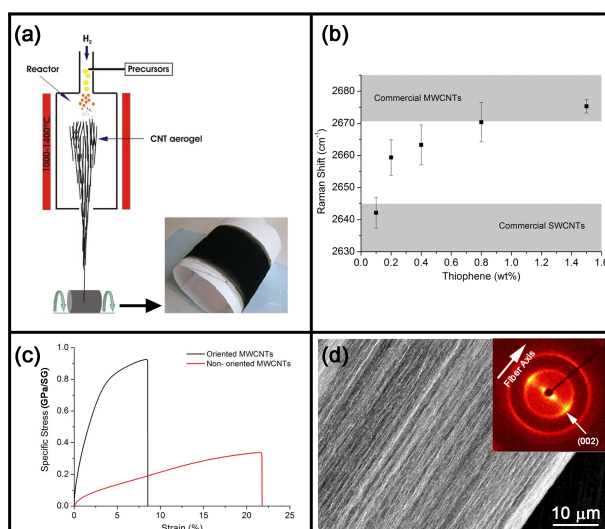 (a)
H2
Precursors
Reactor
CNT aerogel
1000-1400°C
(b)
Raman Shift (cm-1)
2680
2670
2660
2650
2640
2630
Commercial MWCNTs
Commercial SWCNTs
0.0 0.2 0.4 0.6 0.8 1.0 1.2 1.4 1.6
Thiophene (wt%)
(c)
Specific Stress (GPa/SG)
1.0
0.8
0.6
0.4
0.2
0.0
Oriented MWCNTs
Non- oriented MWCNTs
0 5 10 15 20 25
Strain (%)
(d)
Fiber Axis
(002)
10 μm